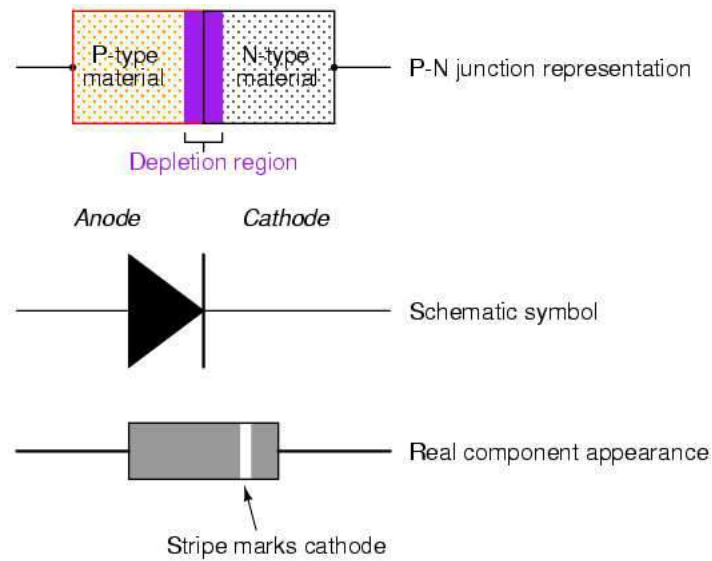 P-type
material
N-type
material
P-N junction representation
Depletion region
Anode
Cathode
Schematic symbol
Real component appearance
Stripe marks cathode